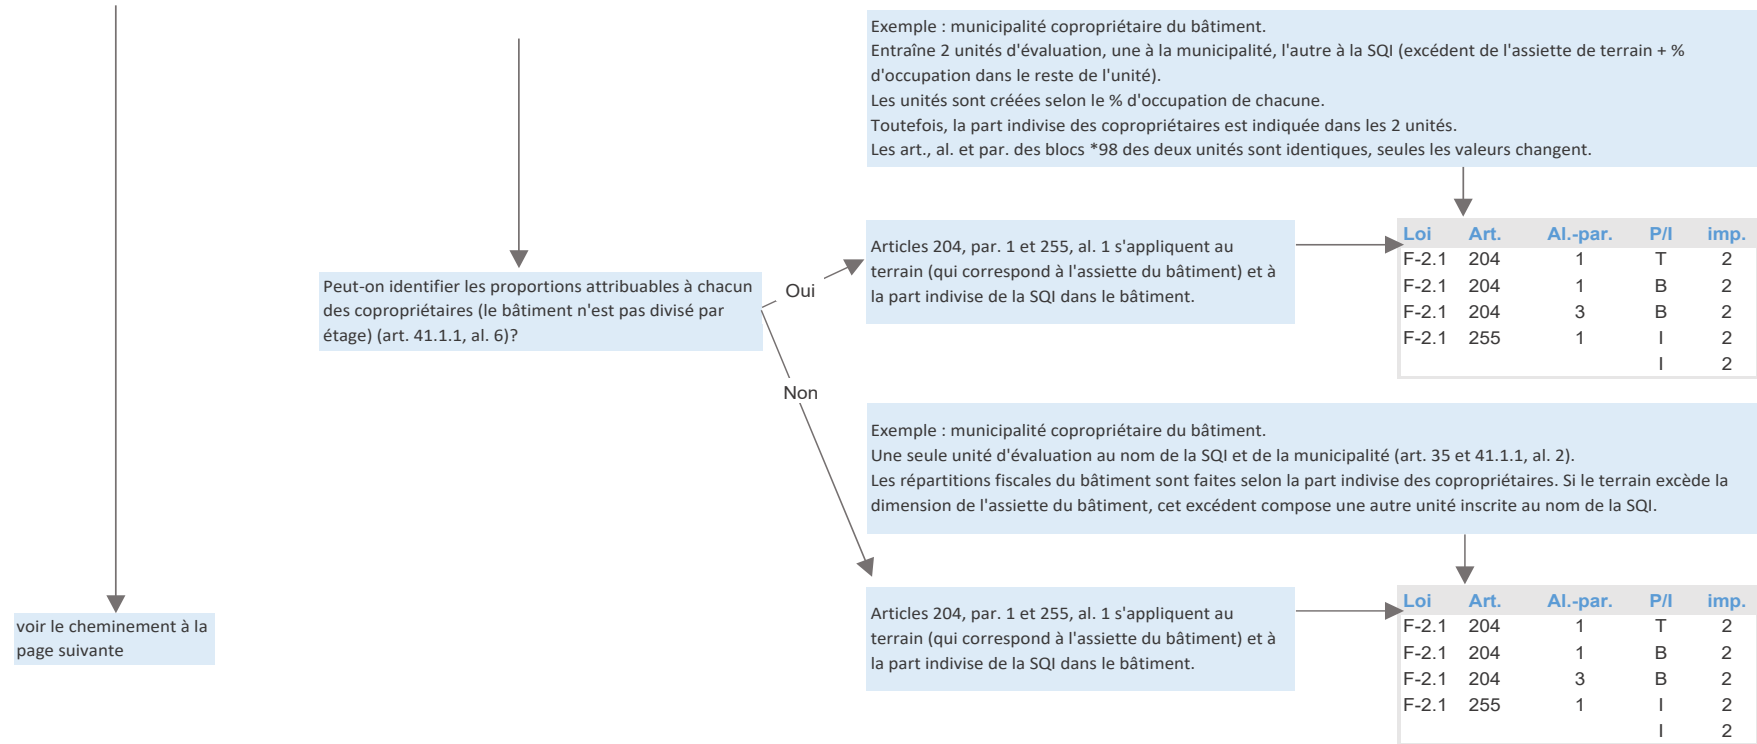 Exemple : municipalité copropriétaire du bâtiment.
Entraîne 2 unités d'évaluation, une à la municipalité, l'autre à la SQI (excédent de l'assiette de terrain + %
d'occupation dans le reste de l'unité).
Les unités sont créées selon le % d'occupation de chacune.
Toutefois, la part indivise des copropriétaires est indiquée dans les 2 unités.
Les art., al. et par. des blocs *98 des deux unités sont identiques, seules les valeurs changent.
Peut-on identifier les proportions attribuables à chacun
des copropriétaires (le bâtiment n'est pas divisé par
étage) (art. 41.1.1, al. 6)?
Oui
Articles 204, par. 1 et 255, al. 1 s'appliquent au
terrain (qui correspond à l'assiette du bâtiment) et à
la part indivise de la SQI dans le bâtiment.
Loi Art. Al.-par. P/I imp.
F-2.1 204 1 T 2
F-2.1 204 1 B 2
F-2.1 204 3 B 2
F-2.1 255 1 I 2
I 2
Non
Exemple : municipalité copropriétaire du bâtiment.
Une seule unité d'évaluation au nom de la SQI et de la municipalité (art. 35 et 41.1.1, al. 2).
Les répartitions fiscales du bâtiment sont faites selon la part indivise des copropriétaires. Si le terrain excède la
dimension de l'assiette du bâtiment, cet excédent compose une autre unité inscrite au nom de la SQI.
Articles 204, par. 1 et 255, al. 1 s'appliquent au
terrain (qui correspond à l'assiette du bâtiment) et à
la part indivise de la SQI dans le bâtiment.
Loi Art. Al.-par. P/I imp.
F-2.1 204 1 T 2
F-2.1 204 1 B 2
F-2.1 204 3 B 2
F-2.1 255 1 I 2
I 2
voir le cheminement à la
page suivante